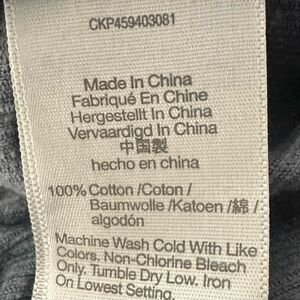 CKP459403081
Made In China
Fabriqué En Chine
Hergestellt In China
Vervaardigd In China
中国製
hecho en china
100% Cotton /Coton /
Baumwolle /Katoen /綿 /
algodón
Machine Wash Cold With Like
Colors, Non-Chlorine Bleach
Only. Tumble Dry Low. Iron
On Lowest Setting.